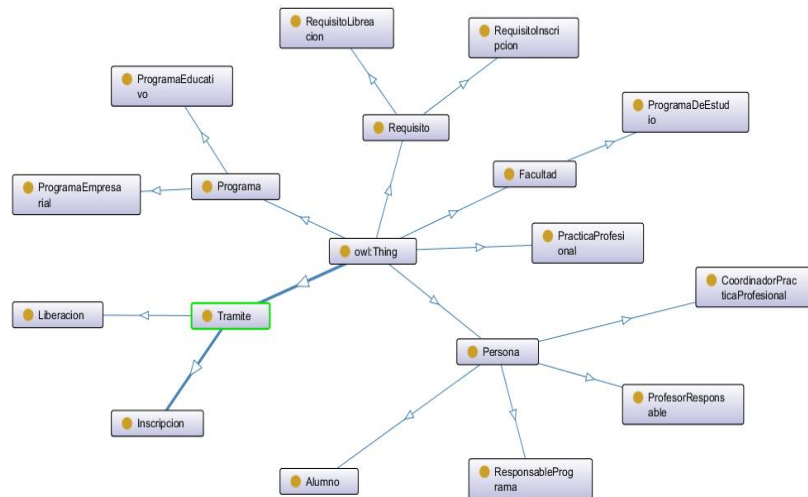 RequisitoLibrea
cion
RequisitoInscri
pcion
ProgramaEducati
vo
ProgramaDeEstud
io
Requisito
Facultad
ProgramaEmpresa
rial
Programa
PracticaProfesi
onal
owl:Thing
CoordinadorPrac
ticaProfesional
Liberacion
Tramite
Persona
ProfesorRespons
able
Inscripcion
Alumno
ResponsableProg
rama